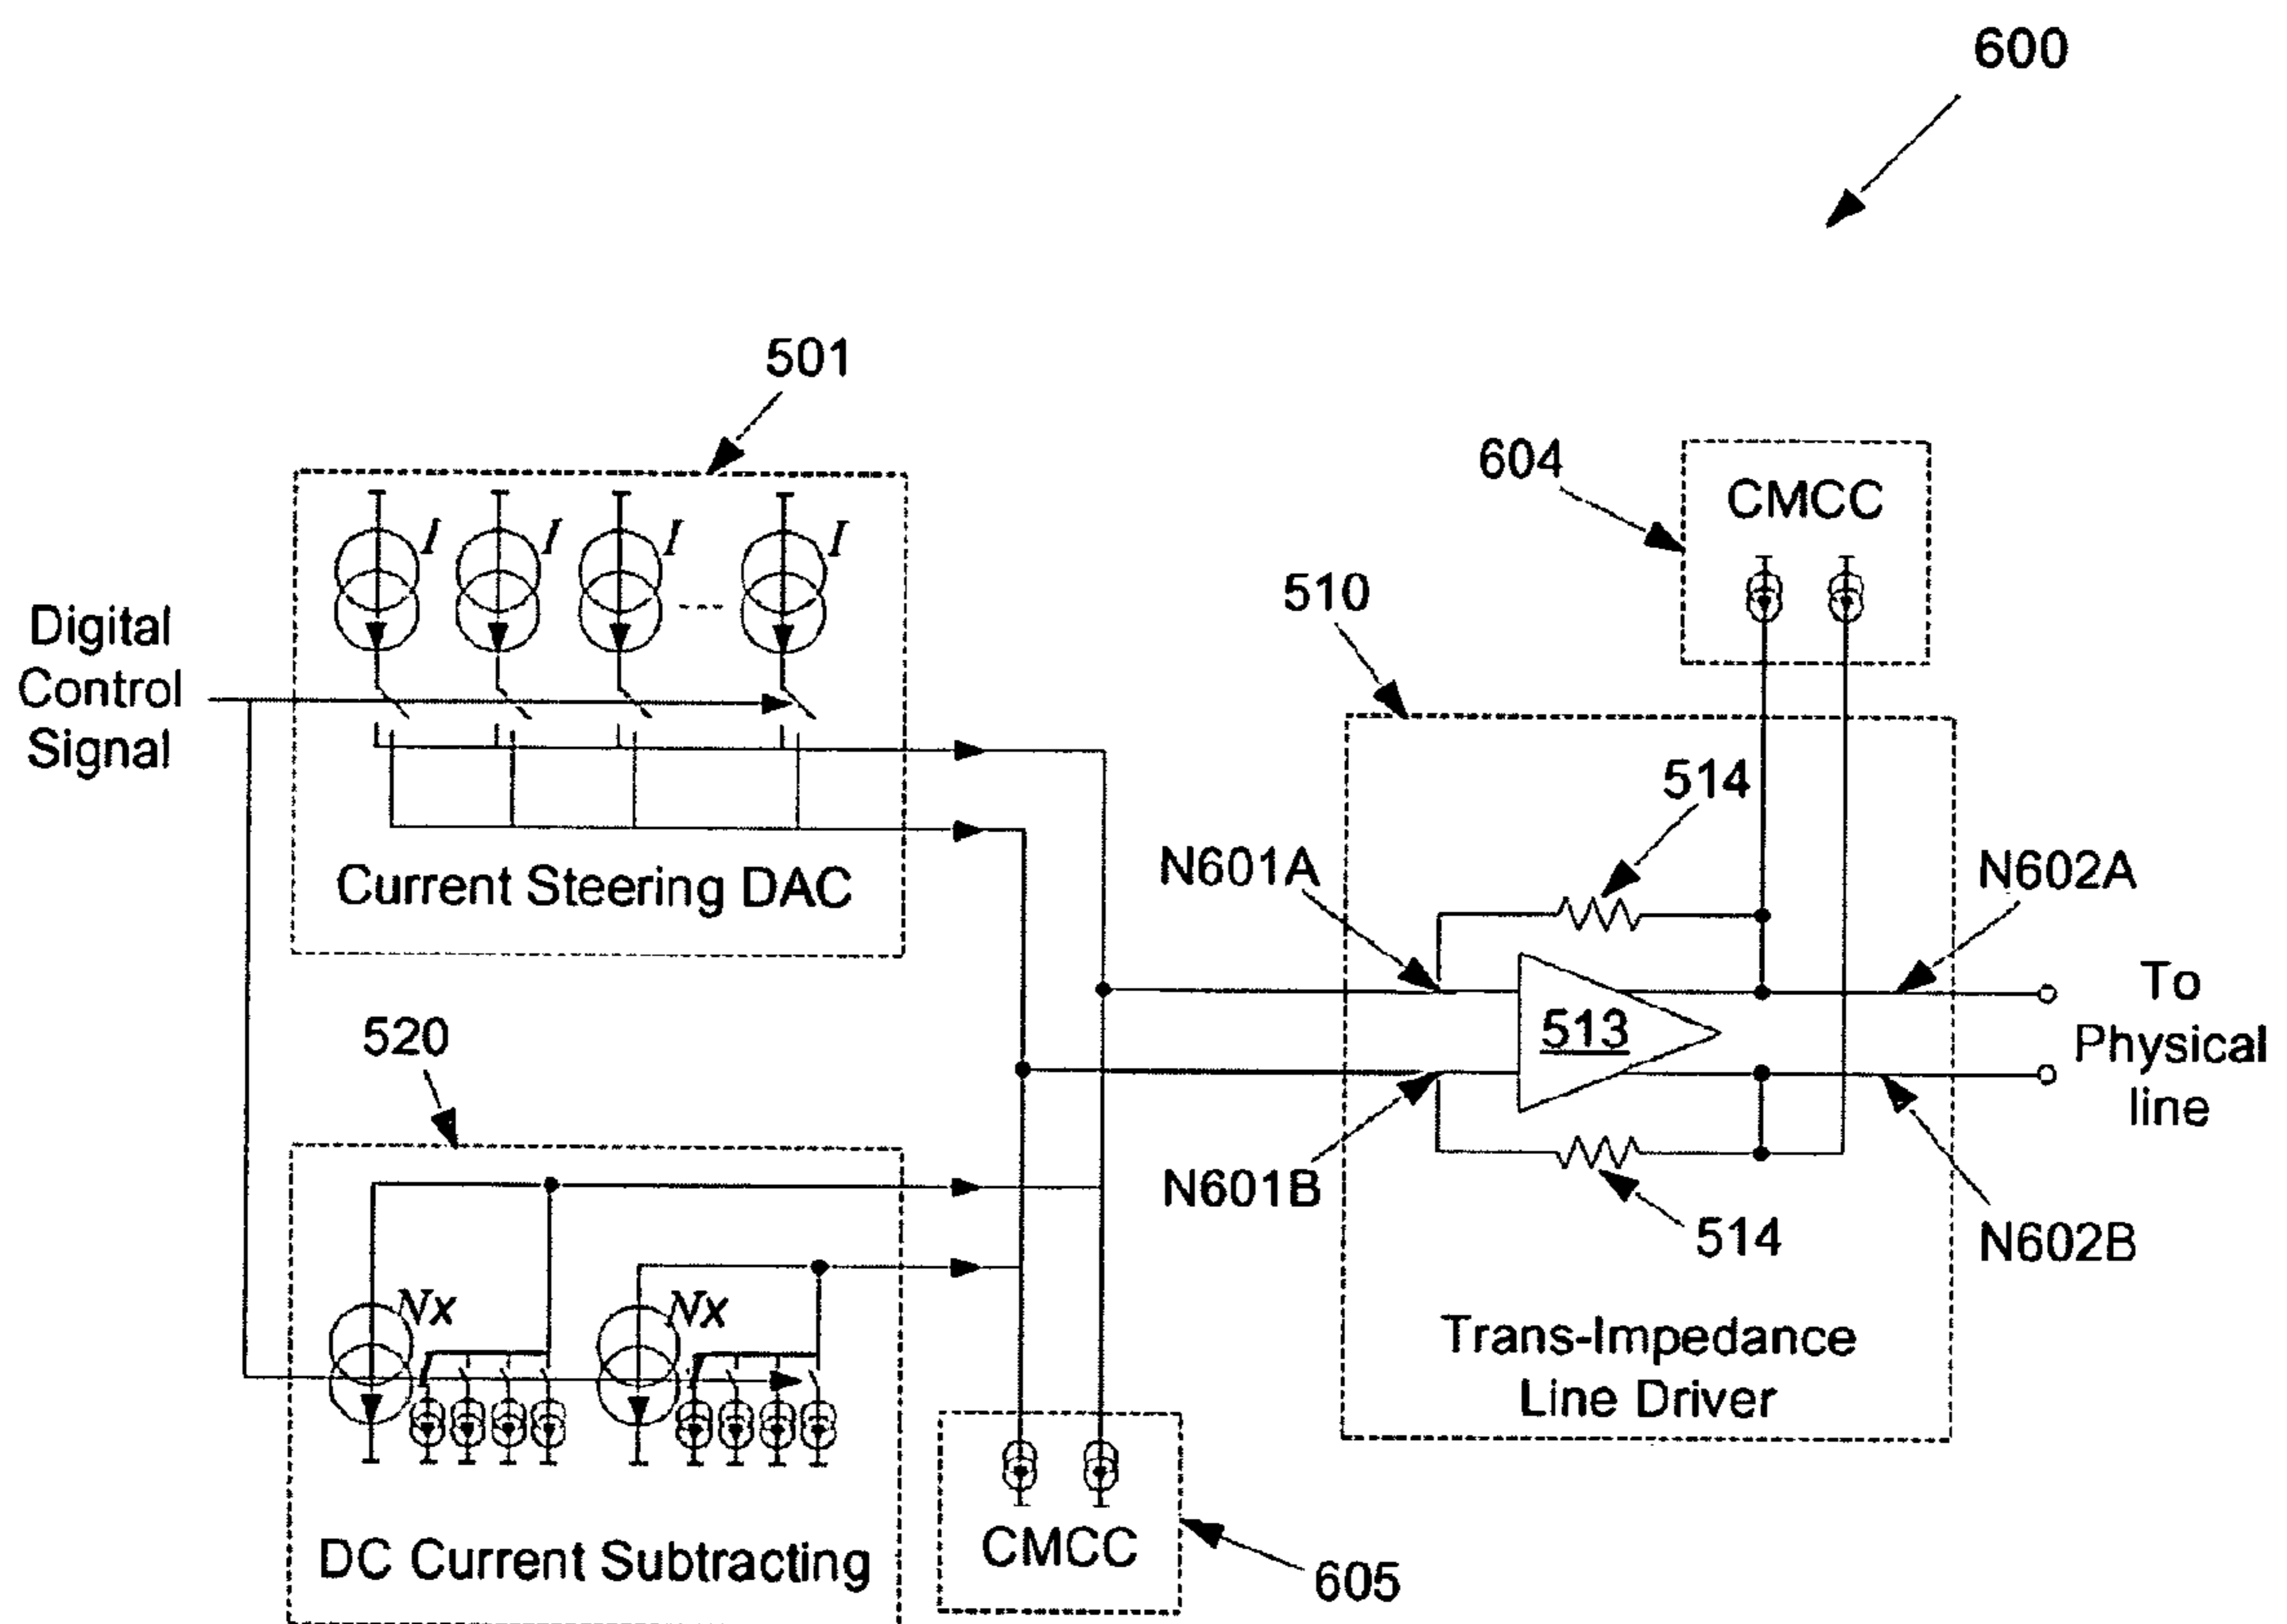 600
501
I I I I
Digital
Control
Signal
Current Steering DAC
604
CMCC
510
514
N601A
N602A
513
To
Physical
line
N601B
514
N602B
Trans-Impedance
Line Driver
520
Nx Nx
DC Current Subtracting
CMCC
605